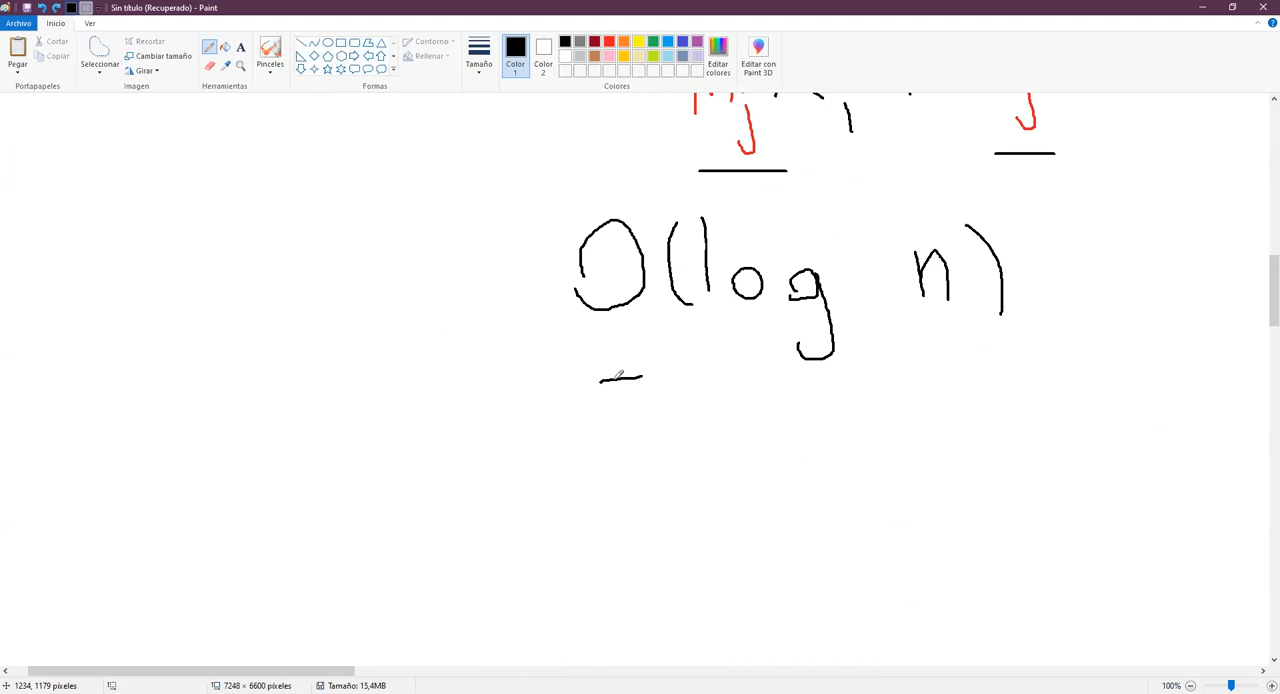 Sin título (Recuperado) - Paint
Archivo Inicio Ver
Pegar
Cortar
Copiar
Portapapeles
Seleccionar
Recortar
Cambiar tamaño
Girar
Imagen
A
Herramientas
Pinceles
Contorno
Rellenar
Formas
Tamaño
Color 1
Color 2
Editar colores
Editar con Paint 3D
Colores
O(log n)
1234, 1179 píxeles
7248 × 6600 píxeles
Tamaño: 15,4MB
100%